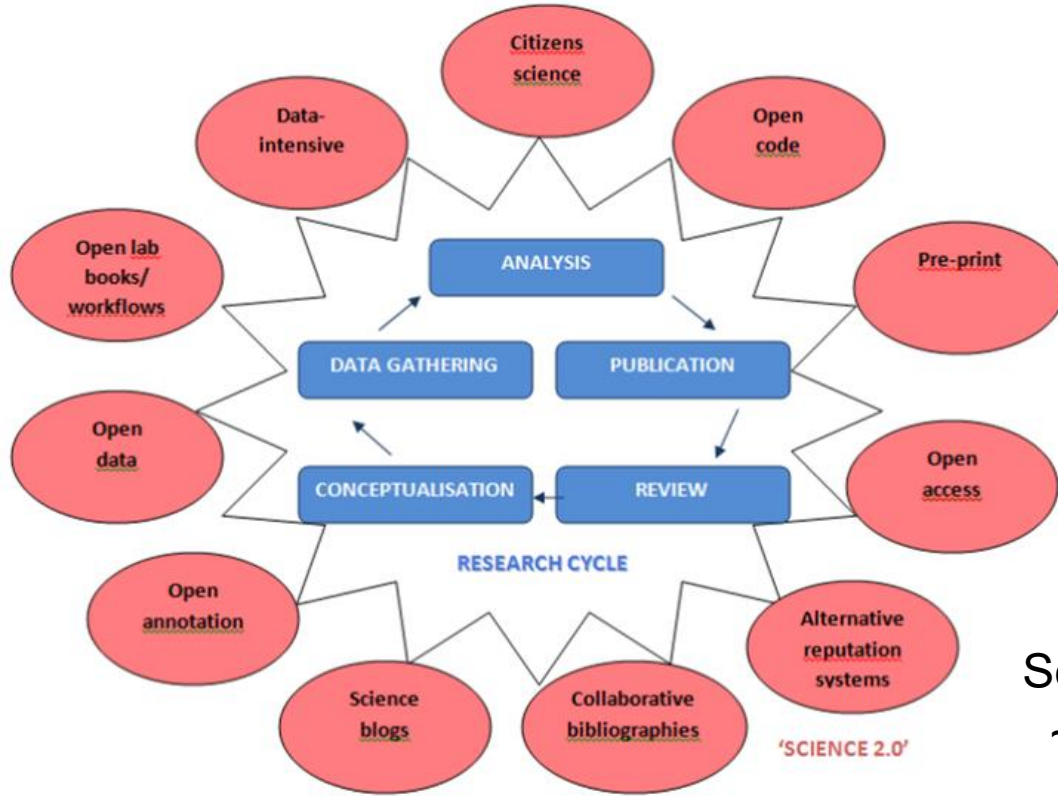 Citizens
science
Data-
intensive
Open
code
Open lab
books/
workflows
Pre-print
ANALYSIS
DATA GATHERING
PUBLICATION
Open
data
Open
access
CONCEPTUALISATION
REVIEW
RESEARCH CYCLE
Open
annotation
Alternative
reputation
systems
Science
blogs
Collaborative
bibliographies
'SCIENCE 2.0'